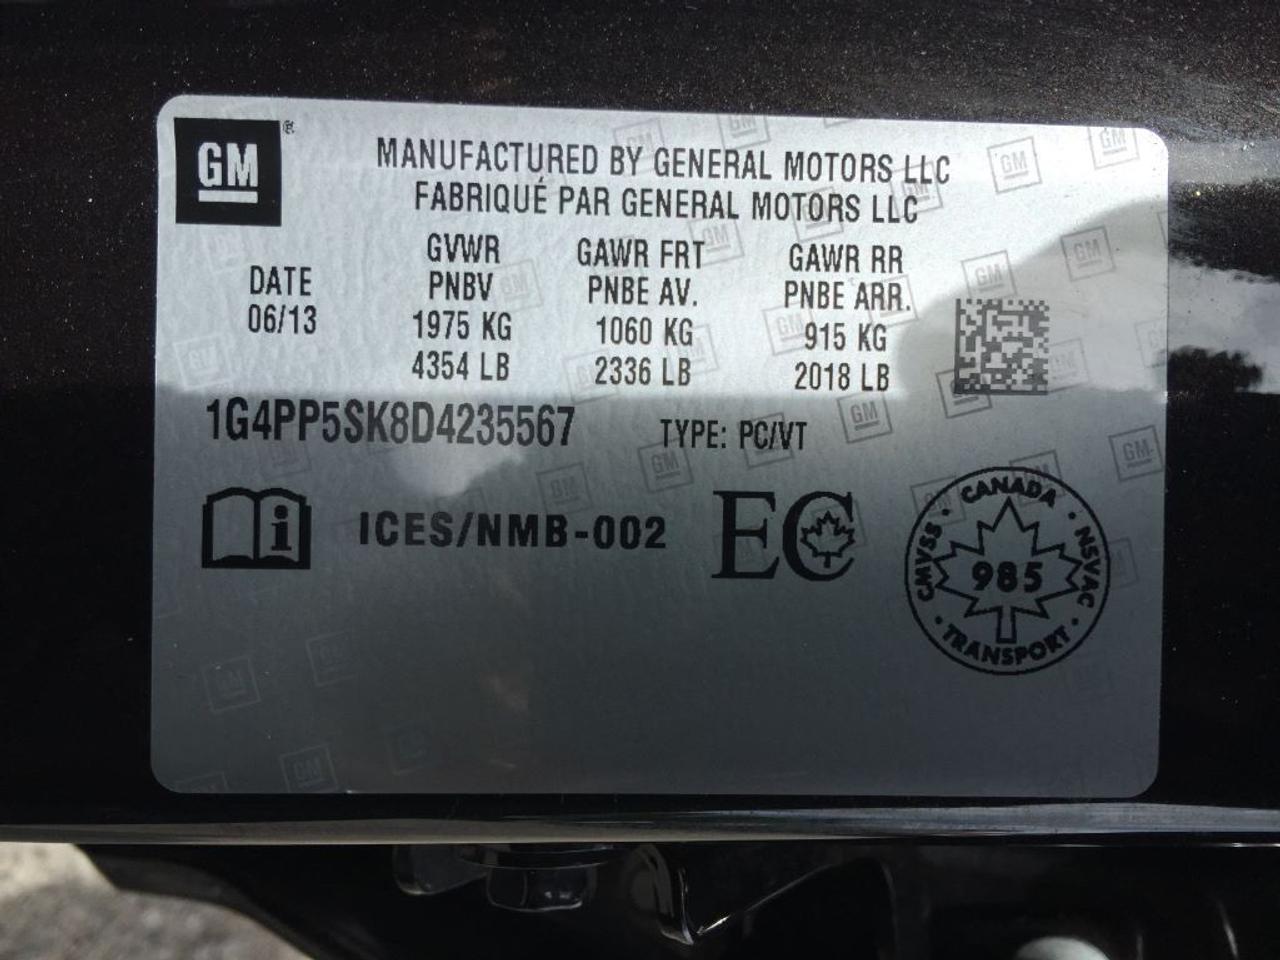 GM®
MANUFACTURED BY GENERAL MOTORS LLC
FABRIQUÉ PAR GENERAL MOTORS LLC
DATE
06/13
GVWR
PNBV
1975 KG
4354 LB
GAWR FRT
PNBE AV.
1060 KG
2336 LB
GAWR RR
PNBE ARR.
915 KG
2018 LB
1G4PP5SK8D4235567 TYPE: PC/VT
i ICES/NMB-002 EC
CANADA · NSVAC · TRANSPORT · CMVSS ·
985